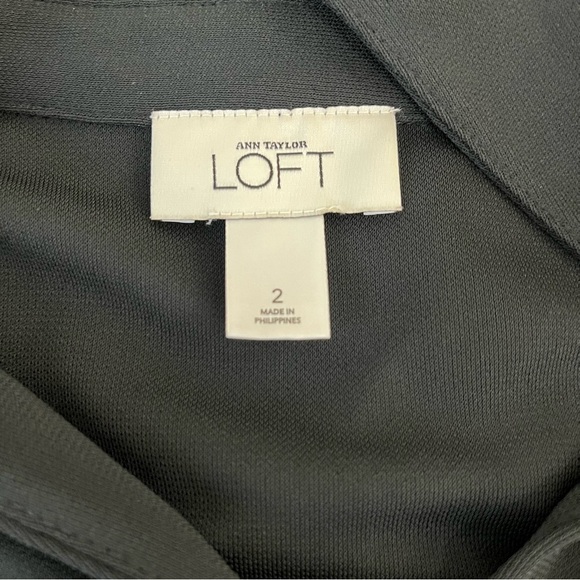 ANN TAYLOR
LOFT
2
MADE IN
PHILIPPINES